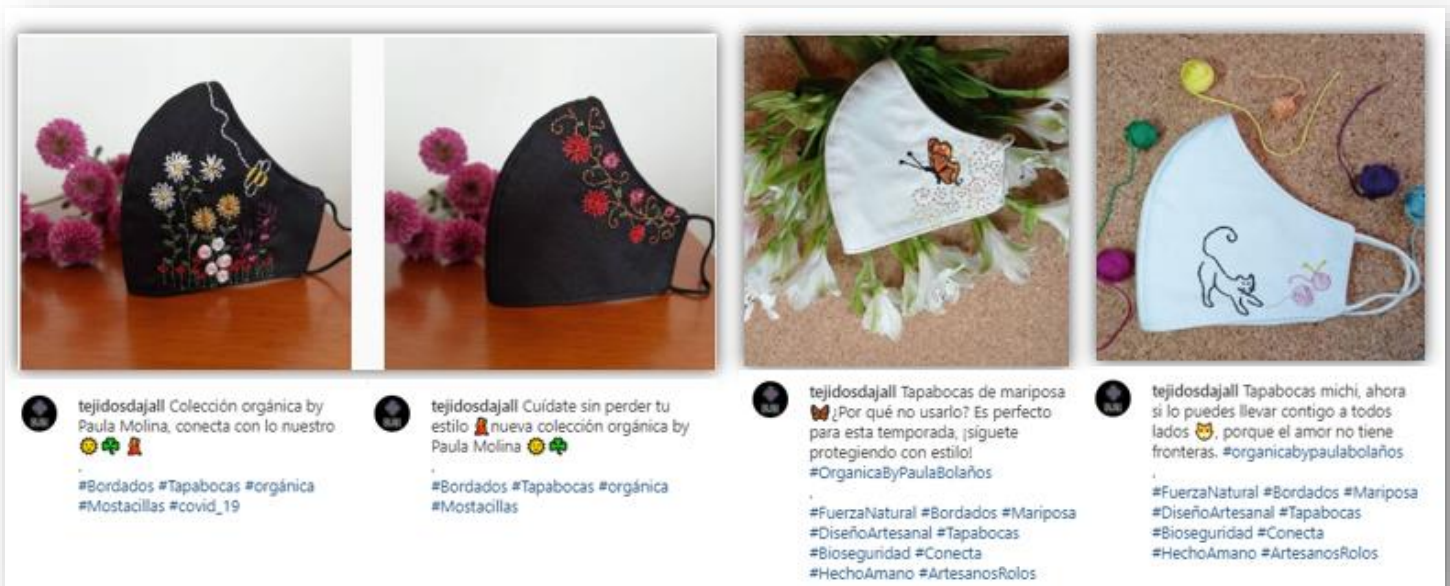 tejidosdajall Colección orgánica by
Paula Molina, conecta con lo nuestro
.
#Bordados #Tapabocas #orgánica
#Mostacillas #covid_19
tejidosdajall Cuídate sin perder tu
estilo nueva colección orgánica by
Paula Molina
.
#Bordados #Tapabocas #orgánica
#Mostacillas
tejidosdajall Tapabocas de mariposa
¿Por qué no usarlo? Es perfecto
para esta temporada, ¡síguete
protegiendo con estilo!
#OrganicaByPaulaBolaños
.
#FuerzaNatural #Bordados #Mariposa
#DiseñoArtesanal #Tapabocas
#Bioseguridad #Conecta
#HechoAmano #ArtesanosRolos
tejidosdajall Tapabocas michi, ahora
si lo puedes llevar contigo a todos
lados , porque el amor no tiene
fronteras. #organicabypaulabolaños
.
#FuerzaNatural #Bordados #Mariposa
#DiseñoArtesanal #Tapabocas
#Bioseguridad #Conecta
#HechoAmano #ArtesanosRolos